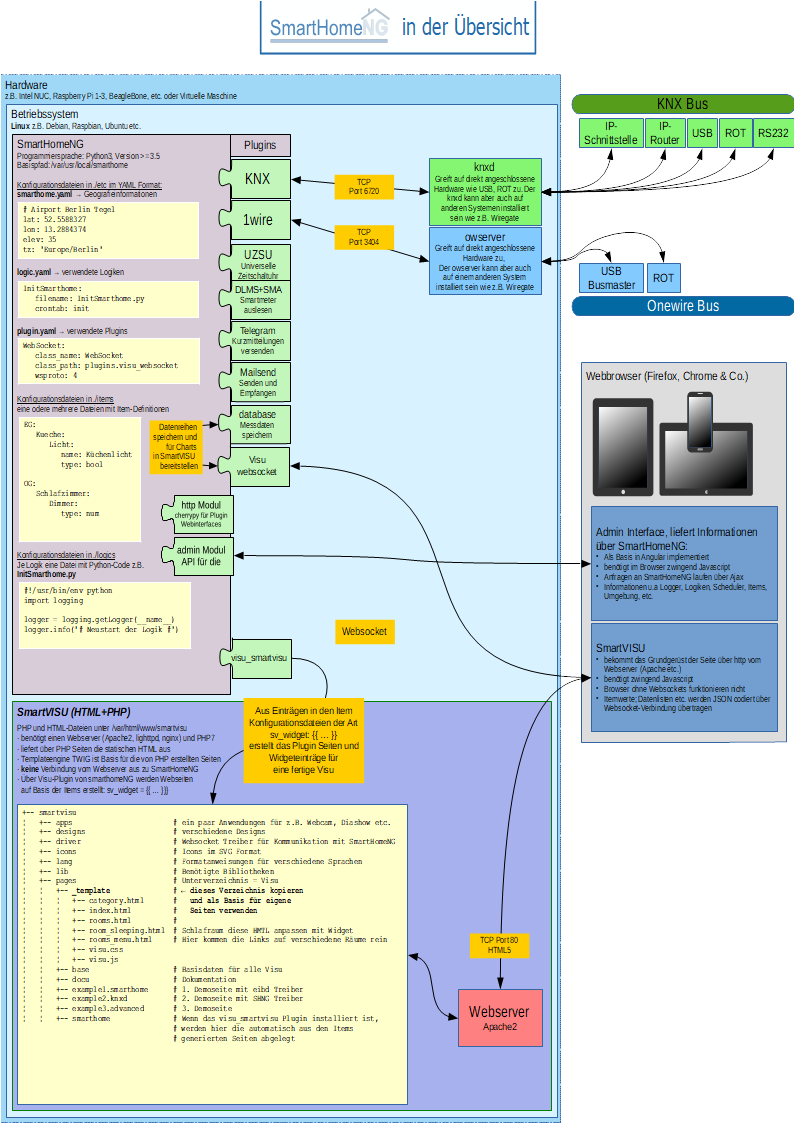 SmartHomeNG in der Übersicht
Hardware
z.B. Intel NUC, Raspberry Pi 1-3, BeagleBone, etc. oder Virtuelle Maschine
Betriebssystem
Linux z.B. Debian, Raspbian, Ubuntu etc.
SmartHomeNG
Programmiersprache: Python3, Version >= 3.5
Basispfad: /var/usr/local/smarthome
Konfigurationsdateien in /etc im YAML Format:
smarthome.yaml → Geografieinformationen
# Airport Berlin Tegel
lat: 52.5588327
lon: 13.2884374
elev: 35
tz: 'Europe/Berlin'
logic.yaml → verwendete Logiken
InitSmarthome:
filename: InitSmarthome.py
crontab: init
plugin.yaml → verwendete Plugins
WebSocket:
class_name: WebSocket
class_path: plugins.visu_websocket
wsproto: 4
Konfigurationsdateien in ./items
eine odere mehrere Dateien mit Item-Definitionen
EG:
Kueche:
Licht:
name: Küchenlicht
type: bool
OG:
Schlafzimmer:
Dimmer:
type: num
Konfigurationsdateien in ./logics
Je Logik eine Datei mit Python-Code z.B.
InitSmarthome.py
#!/usr/bin/env python
import logging
logger = logging.getLogger(__name__)
logger.info("# Neustart der Logik #")
Plugins
KNX
1wire
UZSU
Universelle
Zeitschaltuhr
DLMS+SMA
Smartmeter
auslesen
Telegram
Kurzmitteilungen
versenden
Mailsend
Senden und
Empfangen
database
Messdaten
speichern
Visu
websocket
Datenreihen
speichern und
für Charts
in SmartVISU
bereitstellen
http Modul
cherrypy für Plugin
Webinterfaces
admin Modul
API für die
visu_smartvisu
TCP
Port 6720
TCP
Port 3404
knxd
Greift auf direkt angeschlossene
Hardware wie USB, ROT zu. Der
knxd kann aber auch auf
anderen Systemen installiert
sein wie z.B. Wiregate
owserver
Greift auf direkt angeschlossene
Hardware zu,
Der owserver kann aber auch
auf einem anderen System
installiert sein wie z.B. Wiregate
KNX Bus
IP-
Schnittstelle
IP-
Router
USB
ROT
RS232
USB
Busmaster
ROT
Onewire Bus
Webbrowser (Firefox, Chrome & Co.)
Admin Interface, liefert Informationen
über SmartHomeNG:
• Als Basis in Angular implementiert
• benötigt im Browser zwingend Javascript
• Anfragen an SmartHomeNG laufen über Ajax
• Informationen u.a Logger, Logiken, Scheduler, Items,
Umgebung, etc.
SmartVISU
• bekommt das Grundgerüst der Seite über http vom
Webserver (Apache etc.)
• benötigt zwingend Javascript
• Browser ohne Websockets funktionieren nicht
• Itemwerte; Datenlisten etc. werden JSON codiert über
Websocket-Verbindung übertragen
Websocket
Aus Einträgen in den Item
Konfigurationsdateien der Art
sv_widget: {{ ... }}
erstellt das Plugin Seiten und
Widgeteinträge für
eine fertige Visu
SmartVISU (HTML+PHP)
PHP und HTML-Dateien unter /var/html/www/smartvisu
· benötigt einen Webserver (Apache2, lighttpd, nginx) und PHP7
· liefert über PHP Seiten die statischen HTML aus
· Templateengine TWIG ist Basis für die von PHP erstellten Seiten
· keine Verbindung vom Webserver aus zu SmartHomeNG
· Über Visu-Plugin von smarthomeNG werden Webseiten
auf Basis der Items erstellt: sv_widget = {{ ... }}}
+-- smartvisu
¦ +-- apps # ein paar Anwendungen für z.B. Webcam, Diashow etc.
¦ +-- designs # verschiedene Designs
¦ +-- driver # Websocket Treiber für Kommunikation mit SmartHomeNG
¦ +-- icons # Icons im SVG Format
¦ +-- lang # Formatanweisungen für verschiedene Sprachen
¦ +-- lib # Benötigte Bibliotheken
¦ +-- pages # Unterverzeichnis = Visu
¦ ¦ +-- _template # ← dieses Verzeichnis kopieren
¦ ¦ ¦ +-- category.html # und als Basis für eigene
¦ ¦ ¦ +-- index.html # Seiten verwenden
¦ ¦ ¦ +-- rooms.html #
¦ ¦ ¦ +-- room_sleeping.html # Schlafraum diese HMTL anpassen mit Widget
¦ ¦ ¦ +-- rooms_menu.html # Hier kommen die Links auf verschiedene Räume rein
¦ ¦ ¦ +-- visu.css
¦ ¦ ¦ +-- visu.js
¦ ¦ +-- base # Basisdaten für alle Visu
¦ ¦ +-- docu # Dokumentation
¦ ¦ +-- example1.smarthome # 1. Demoseite mit eibd Treiber
¦ ¦ +-- example2.knxd # 2. Demoseite mit SHNG Treiber
¦ ¦ +-- example3.advanced # 3. Demoseite
¦ ¦ +-- smarthome # Wenn das visu_smartvisu Plugin installiert ist,
# werden hier die automatisch aus den Items
# generierten Seiten abgelegt
TCP Port 80
HTML5
Webserver
Apache2